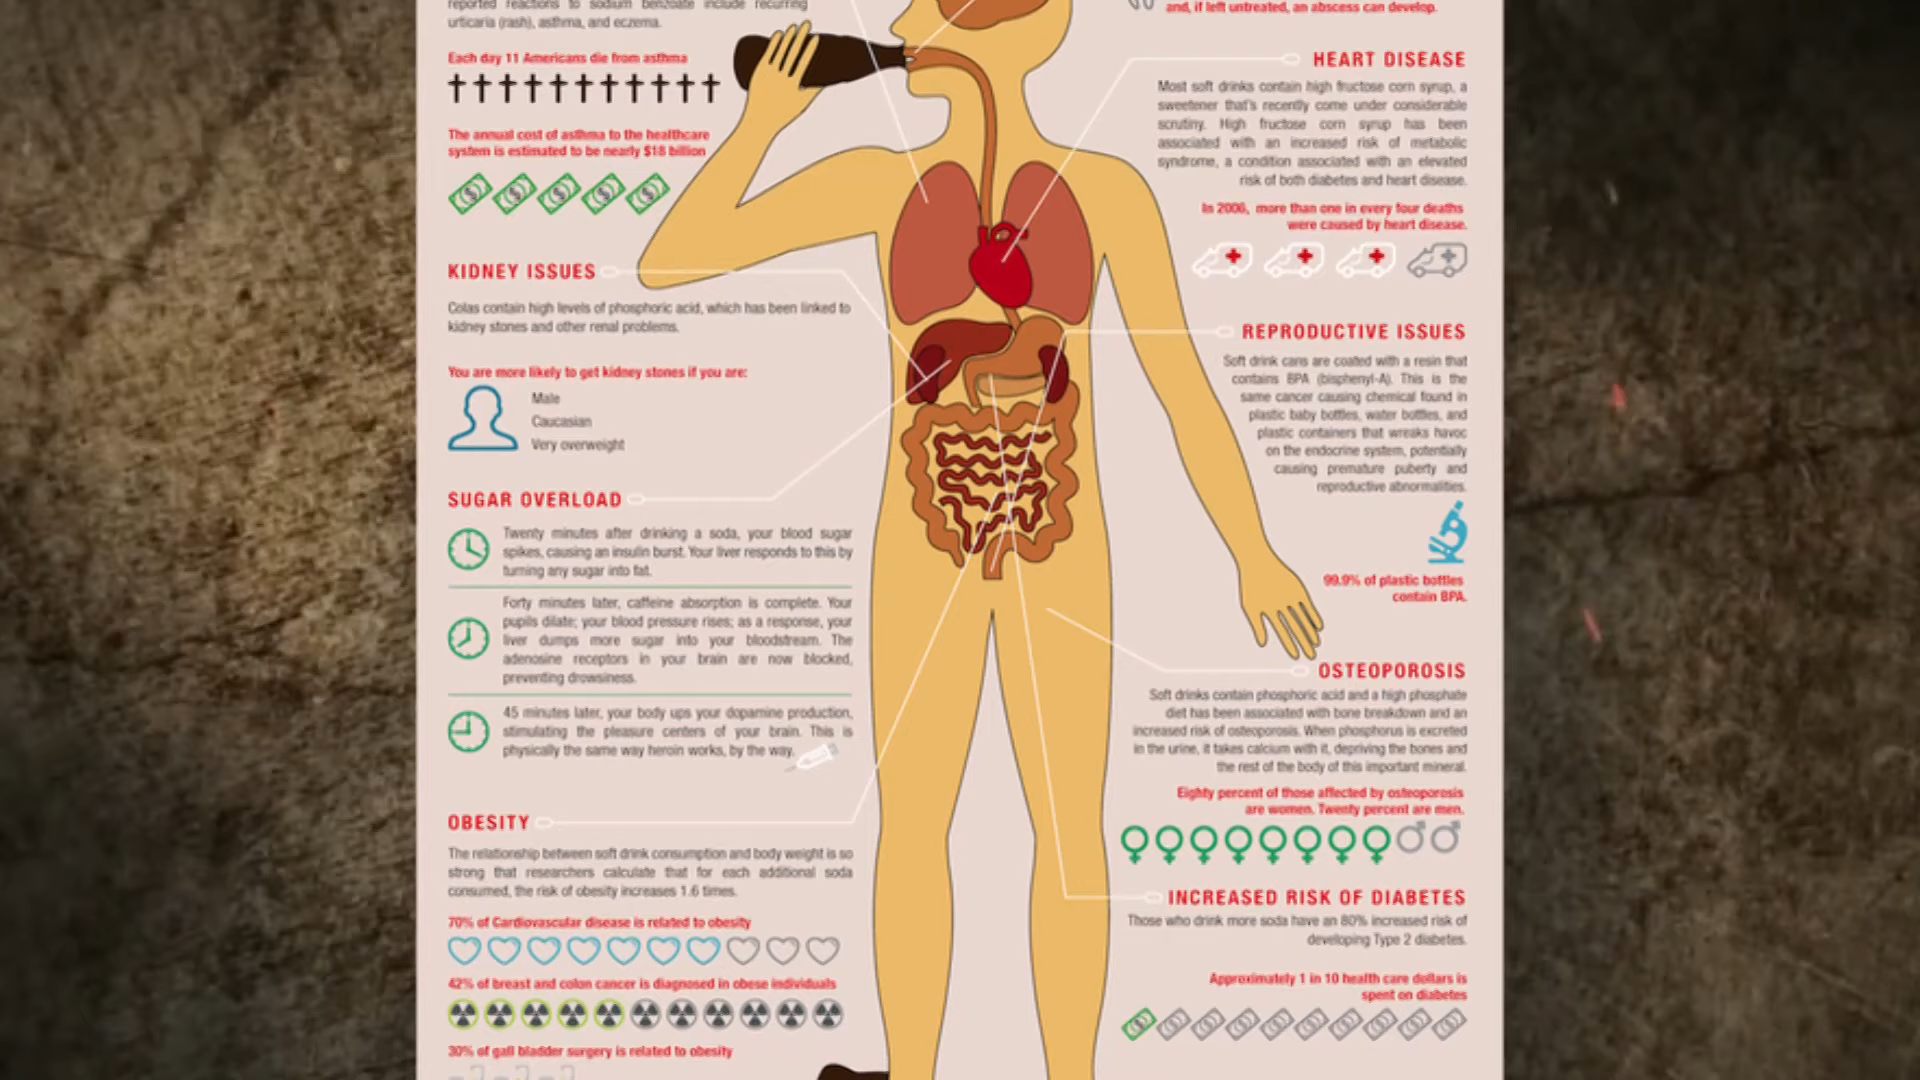 reported reactions to sodium benzoate include recurring
urticaria (rash), asthma, and eczema.
Each day 11 Americans die from asthma
The annual cost of asthma to the healthcare
system is estimated to be nearly $18 billion
KIDNEY ISSUES
Colas contain high levels of phosphoric acid, which has been linked to
kidney stones and other renal problems.
You are more likely to get kidney stones if you are:
Male
Caucasian
Very overweight
SUGAR OVERLOAD
Twenty minutes after drinking a soda, your blood sugar
spikes, causing an insulin burst. Your liver responds to this by
turning any sugar into fat.
Forty minutes later, caffeine absorption is complete. Your
pupils dilate; your blood pressure rises; as a response, your
liver dumps more sugar into your bloodstream. The
adenosine receptors in your brain are now blocked,
preventing drowsiness.
45 minutes later, your body ups your dopamine production,
stimulating the pleasure centers of your brain. This is
physically the same way heroin works, by the way.
OBESITY
The relationship between soft drink consumption and body weight is so
strong that researchers calculate that for each additional soda
consumed, the risk of obesity increases 1.6 times.
70% of Cardiovascular disease is related to obesity
42% of breast and colon cancer is diagnosed in obese individuals
30% of gall bladder surgery is related to obesity
and, if left untreated, an abscess can develop.
HEART DISEASE
Most soft drinks contain high fructose corn syrup, a
sweetener that's recently come under considerable
scrutiny. High fructose corn syrup has been
associated with an increased risk of metabolic
syndrome, a condition associated with an elevated
risk of both diabetes and heart disease.
In 2006, more than one in every four deaths
were caused by heart disease.
REPRODUCTIVE ISSUES
Soft drink cans are coated with a resin that
contains BPA (bisphenyl-A). This is the
same cancer causing chemical found in
plastic baby bottles, water bottles, and
plastic containers that wreaks havoc
on the endocrine system, potentially
causing premature puberty and
reproductive abnormalities.
99.9% of plastic bottles
contain BPA.
OSTEOPOROSIS
Soft drinks contain phosphoric acid and a high phosphate
diet has been associated with bone breakdown and an
increased risk of osteoporosis. When phosphorus is excreted
in the urine, it takes calcium with it, depriving the bones and
the rest of the body of this important mineral.
Eighty percent of those affected by osteoporosis
are women. Twenty percent are men.
INCREASED RISK OF DIABETES
Those who drink more soda have an 80% increased risk of
developing Type 2 diabetes.
Approximately 1 in 10 health care dollars is
spent on diabetes